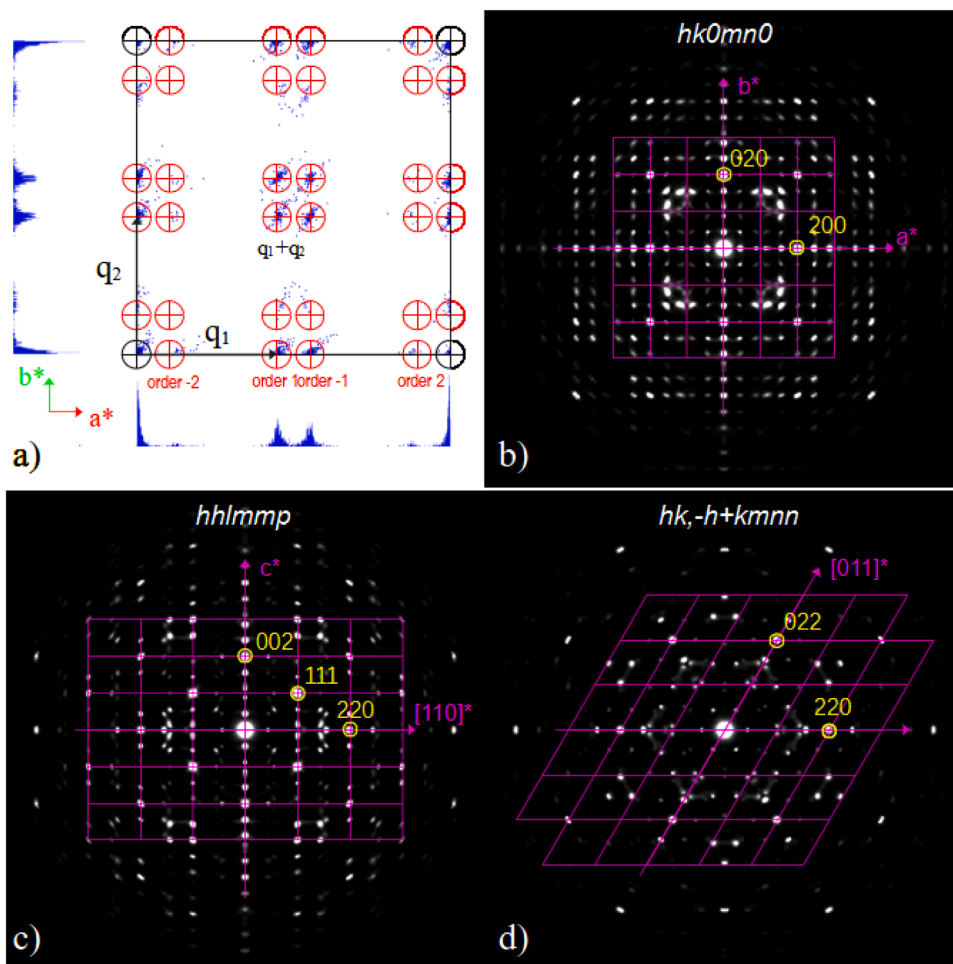 q₂
q₁
q₁+q₂
order -2
order 1
order -1
order 2
b*
a*
a)
hk0mn0
b*
020
200
a*
b)
hhlmmp
c*
002
111
220
[110]*
c)
hk,-h+kmnn
[011]*
022
220
d)